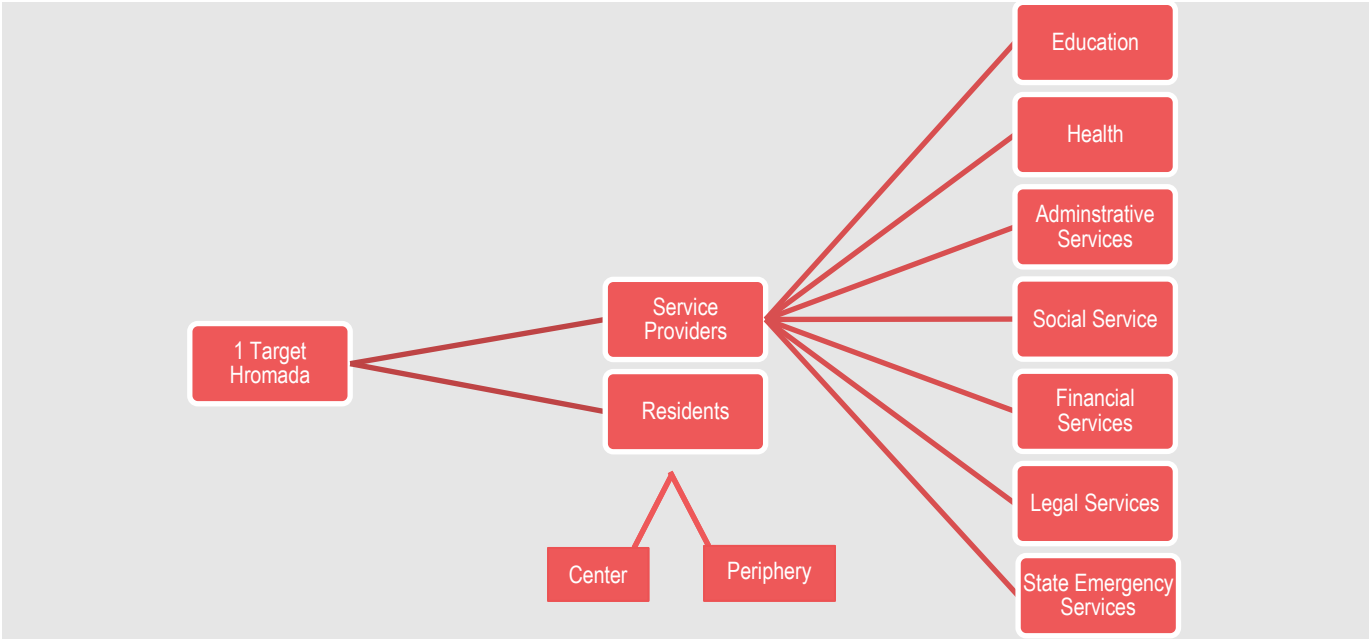 1 Target
Hromada
Service
Providers
Residents
Center
Periphery
Education
Health
Adminstrative
Services
Social Service
Financial
Services
Legal Services
State Emergency
Services